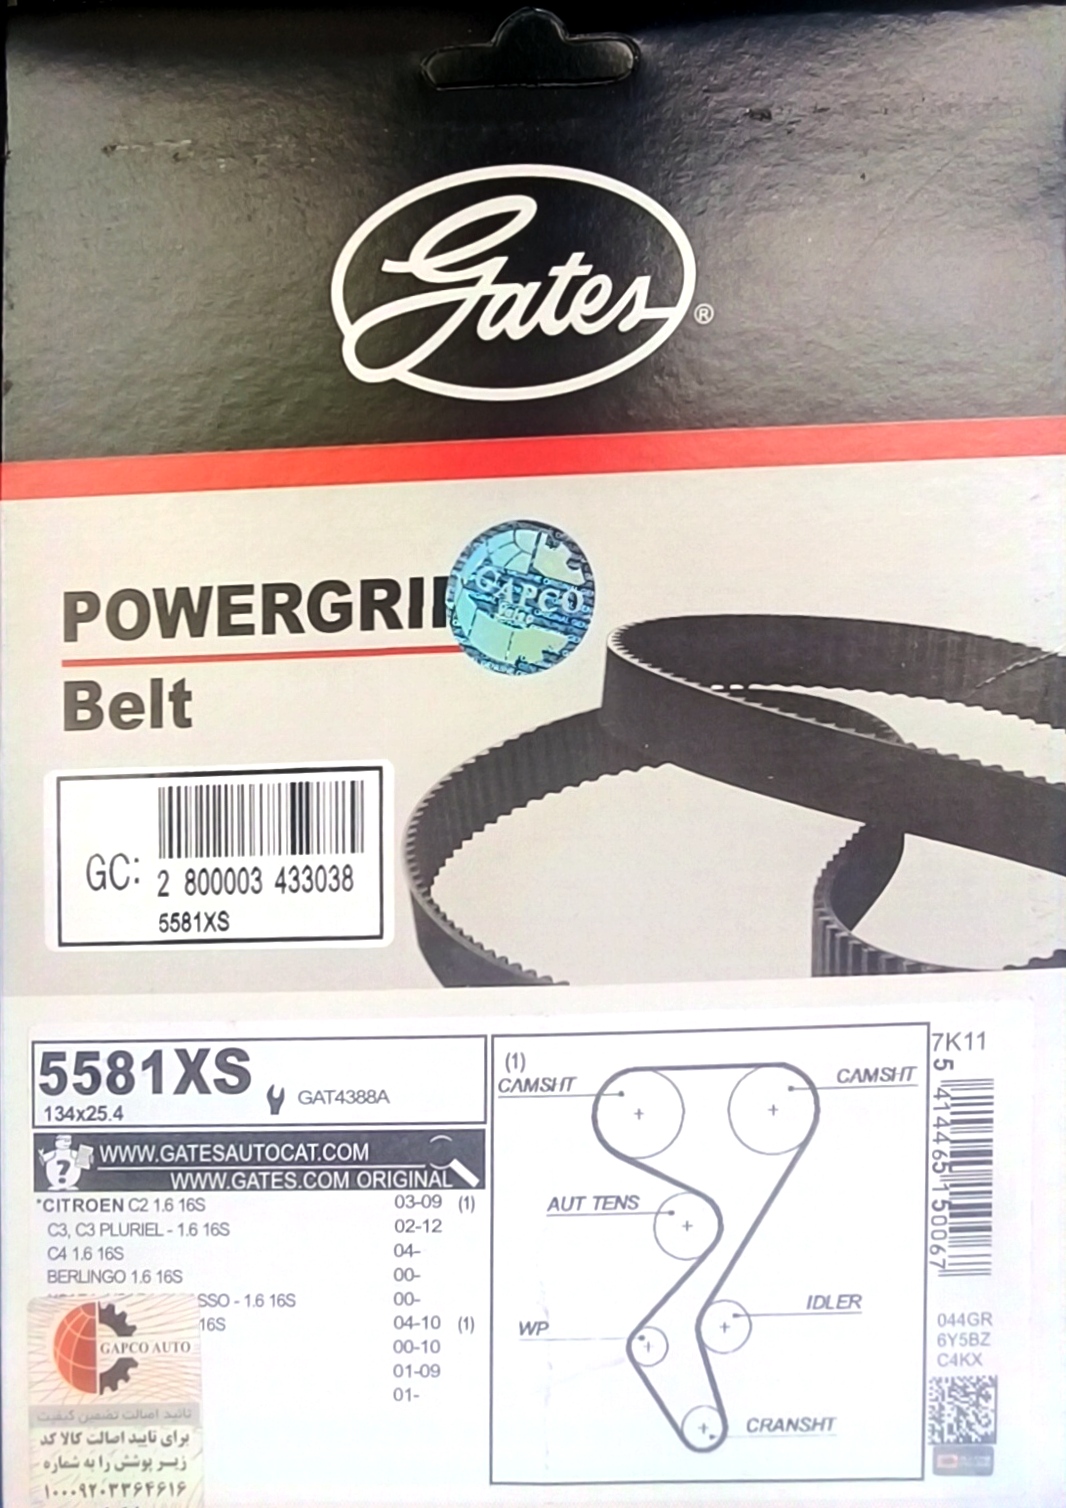 Gates®
POWERGRIP
GAPCO
Belt
GC:
2 800003 433038
5581XS
5581XS
134x25.4
GAT4388A
WWW.GATESAUTOCAT.COM
WWW.GATES.COM ORIGINAL
*CITROEN C2 1.6 16S 03-09 (1)
C3, C3 PLURIEL - 1.6 16S 02-12
C4 1.6 16S 04-
BERLINGO 1.6 16S 00-
SSO - 1.6 16S 00-
16S 04-10 (1)
00-10
01-09
01-
GAPCO AUTO
تائید اصالت تضمین کیفیت
برای تایید اصالت کالا کد
زیر پوشش را به شماره
۱۰۰۰۹۲۰۳۳۶۴۶۱۶
(1)
CAMSHT
CAMSHT
AUT TENS
IDLER
WP
CRANSHT
7K11
5 414465 150067
044GR
6Y5BZ
C4KX